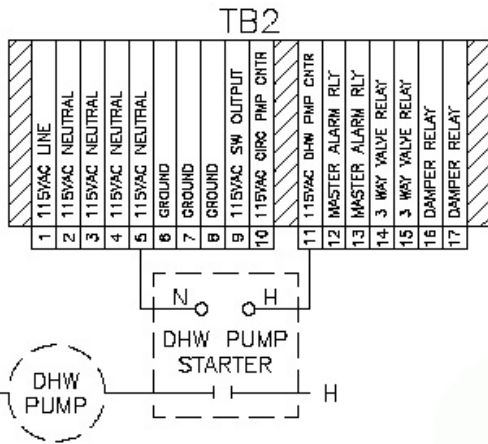 TB2
1 115VAC LINE
2 115VAC NEUTRAL
3 115VAC NEUTRAL
4 115VAC NEUTRAL
5 115VAC NEUTRAL
6 GROUND
7 GROUND
8 GROUND
9 115VAC SW OUTPUT
10 115VAC CIRC PMP CNTR
11 115VAC DHW PMP CNTR
12 MASTER ALARM RLY
13 MASTER ALARM RLY
14 3 WAY VALVE RELAY
15 3 WAY VALVE RELAY
16 DAMPER RELAY
17 DAMPER RELAY
N H
DHW PUMP
STARTER
DHW
PUMP
H